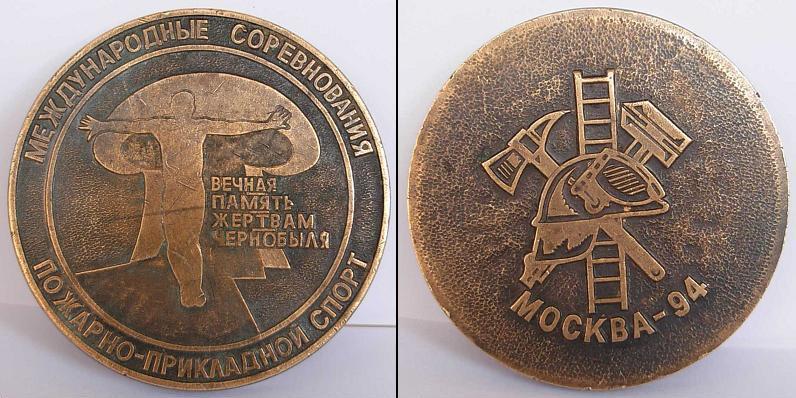 МЕЖДУНАРОДНЫЕ СОРЕВНОВАНИЯ
ВЕЧНАЯ
ПАМЯТЬ
ЖЕРТВАМ
ЧЕРНОБЫЛЯ
ПОЖАРНО-ПРИКЛАДНОЙ СПОРТ
МОСКВА-94